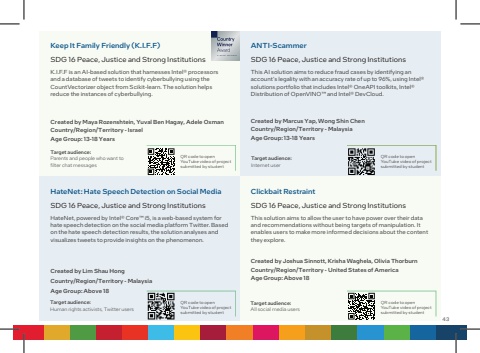 Country
Winner
Award
Keep It Family Friendly (K.I.F.F)
SDG 16 Peace, Justice and Strong Institutions
K.I.F.F is an AI-based solution that harnesses Intel® processors
and a database of tweets to identify cyberbullying using the
CountVectorizer object from Scikit-learn. The solution helps
reduce the instances of cyberbullying.
Created by Maya Rozenshtein, Yuval Ben Hagay, Adele Ozman
Country/Region/Territory - Israel
Age Group: 13-18 Years
Target audience:
Parents and people who want to
filter chat messages
QR code to open
YouTube video of project
submitted by student
ANTI-Scammer
SDG 16 Peace, Justice and Strong Institutions
This AI solution aims to reduce fraud cases by identifying an
account's legality with an accuracy rate of up to 96%, using Intel®
solutions portfolio that includes Intel® OneAPI toolkits, Intel®
Distribution of OpenVINO™ and Intel® DevCloud.
Created by Marcus Yap, Wong Shin Chen
Country/Region/Territory - Malaysia
Age Group: 13-18 Years
Target audience:
Internet user
QR code to open
YouTube video of project
submitted by student
HateNet: Hate Speech Detection on Social Media
SDG 16 Peace, Justice and Strong Institutions
HateNet, powered by Intel® Core™ i5, is a web-based system for
hate speech detection on the social media platform Twitter. Based
on the hate speech detection results, the solution analyses and
visualizes tweets to provide insights on the phenomenon.
Created by Lim Shau Hong
Country/Region/Territory - Malaysia
Age Group: Above 18
Target audience:
Human rights activists, Twitter users
QR code to open
YouTube video of project
submitted by student
Clickbait Restraint
SDG 16 Peace, Justice and Strong Institutions
This solution aims to allow the user to have power over their data
and recommendations without being targets of manipulation. It
enables users to make more informed decisions about the content
they explore.
Created by Joshua Sinnott, Krisha Waghela, Olivia Thorburn
Country/Region/Territory - United States of America
Age Group: Above 18
Target audience:
All social media users
QR code to open
YouTube video of project
submitted by student
43